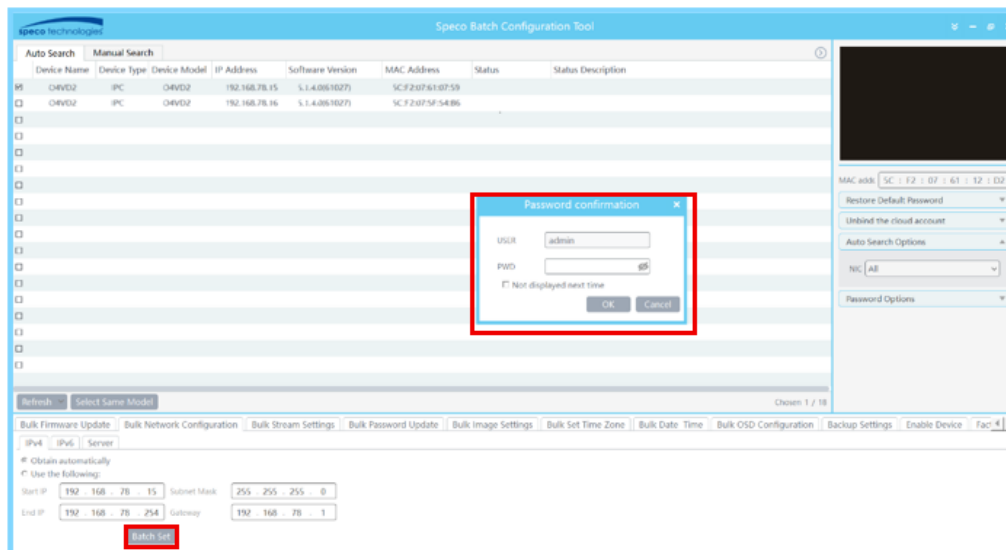 speco technologies
Speco Batch Configuration Tool
Auto Search Manual Search
Device Name Device Type Device Model IP Address Software Version MAC Address Status Status Description
O4VD2 IPC O4VD2 192.168.78.15 5.1.4.0(61027) 5C:F2:07:61:07:59
O4VD2 IPC O4VD2 192.168.78.16 5.1.4.0(61027) 5C:F2:07:5F:54:B6
MAC addr. 5C : F2 : 07 : 61 : 12 : D2
Restore Default Password
Unbind the cloud account
Auto Search Options
NIC All
Password Options
Password confirmation
USER admin
PWD
Not displayed next time
OK Cancel
Refresh Select Same Model Chosen 1 / 18
Bulk Firmware Update Bulk Network Configuration Bulk Stream Settings Bulk Password Update Bulk Image Settings Bulk Set Time Zone Bulk Date Time Bulk OSD Configuration Backup Settings Enable Device Fact
IPv4 IPv6 Server
Obtain automatically
Use the following:
Start IP 192 . 168 . 78 . 15 Subnet Mask 255 . 255 . 255 . 0
End IP 192 . 168 . 78 . 254 Gateway 192 . 168 . 78 . 1
Batch Set